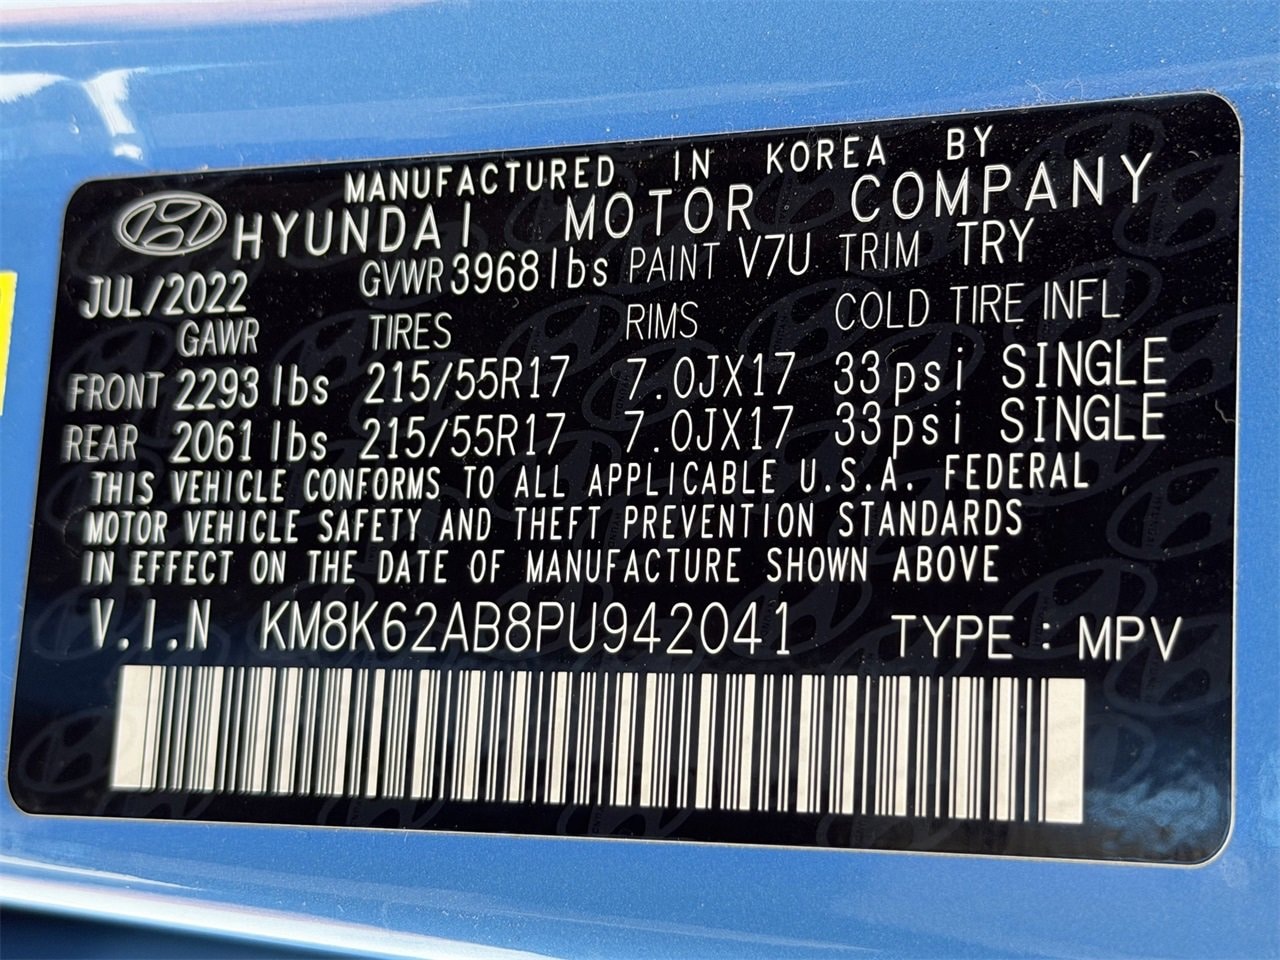 MANUFACTURED IN KOREA BY
HYUNDAI MOTOR COMPANY
JUL/2022 GVWR 3968 lbs PAINT V7U TRIM TRY
GAWR TIRES RIMS COLD TIRE INFL
FRONT 2293 lbs 215/55R17 7.0JX17 33psi SINGLE
REAR 2061 lbs 215/55R17 7.0JX17 33psi SINGLE
THIS VEHICLE CONFORMS TO ALL APPLICABLE U.S.A. FEDERAL
MOTOR VEHICLE SAFETY AND THEFT PREVENTION STANDARDS
IN EFFECT ON THE DATE OF MANUFACTURE SHOWN ABOVE
V.I.N KM8K62AB8PU942041 TYPE : MPV